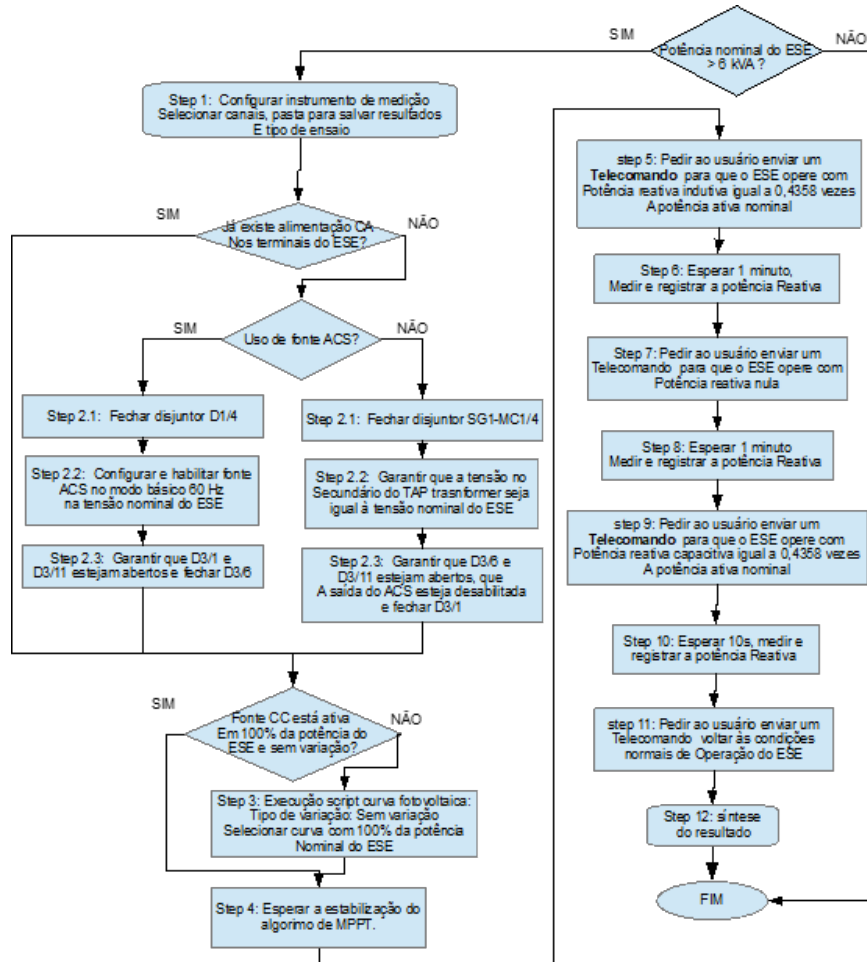 Potência nominal do ESE
> 6 kVA ?
SIM
NÃO
Step 1: Configurar instrumento de medição
Selecionar canais, pasta para salvar resultados
E tipo de ensaio
Já existe alimentação CA
Nos terminais do ESE?
SIM
NÃO
Uso de fonte ACS?
SIM
NÃO
Step 2.1: Fechar disjuntor D1/4
Step 2.2: Configurar e habilitar fonte
ACS no modo básico 60 Hz
na tensão nominal do ESE
Step 2.3: Garantir que D3/1 e
D3/11 estejam abertos e fechar D3/6
Step 2.1: Fechar disjuntor SG1-MC1/4
Step 2.2: Garantir que a tensão no
Secundário do TAP trasnformer seja
igual à tensão nominal do ESE
Step 2.3: Garantir que D3/6 e
D3/11 estejam abertos, que
A saída do ACS esteja desabilitada
e fechar D3/1
Fonte CC está ativa
Em 100% da potência do
ESE e sem variação?
SIM
NÃO
Step 3: Execução script curva fotovoltaica:
Tipo de variação: Sem variação
Selecionar curva com 100% da potência
Nominal do ESE
Step 4: Esperar a estabilização do
algorimo de MPPT.
step 5: Pedir ao usuário enviar um
Telecomando para que o ESE opere com
Potência reativa indutiva igual a 0,4358 vezes
A potência ativa nominal
Step 6: Esperar 1 minuto,
Medir e registrar a potência Reativa
Step 7: Pedir ao usuário enviar um
Telecomando para que o ESE opere com
Potência reativa nula
Step 8: Esperar 1 minuto
Medir e registrar a potência Reativa
step 9: Pedir ao usuário enviar um
Telecomando para que o ESE opere com
Potência reativa capacitiva igual a 0,4358 vezes
A potência ativa nominal
Step 10: Esperar 10s, medir e
registrar a potência Reativa
step 11: Pedir ao usuário enviar um
Telecomando voltar às condições
normais de Operação do ESE
Step 12: síntese
do resultado
FIM